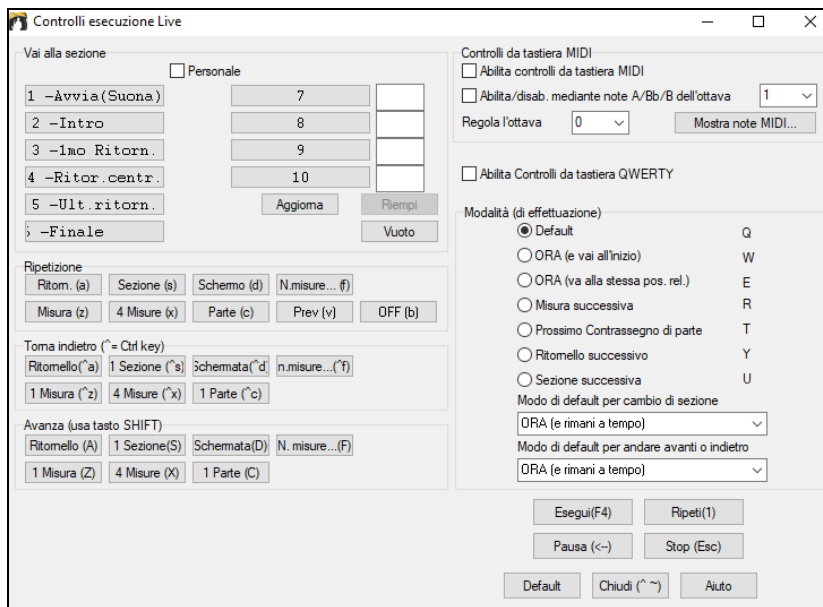 Controlli esecuzione Live
Vai alla sezione
Personale
1 -Avvia(Suona)
7
2 -Intro
8
3 -1mo Ritorn.
9
4 -Ritor.centr.
10
5 -Ult.ritorn.
Aggiorna
Riempi
-Finale
Vuoto
Ripetizione
Ritorn. (a)
Sezione (s)
Schermo (d)
N.misure... (f)
Misura (z)
4 Misure (x)
Parte (c)
Prev (v)
OFF (b)
Torna indietro (^= Ctrl key)
Ritornello(^a)
1 Sezione (^s)
Schermata(^d)
n.misure...(^f)
1 Misura (^z)
4 Misure (^x)
1 Parte (^c)
Avanza (usa tasto SHIFT)
Ritornello (A)
1 Sezione(S)
Schermata(D)
N. misure...(F)
1 Misura (Z)
4 Misure (X)
1 Parte (C)
Controlli da tastiera MIDI
Abilita controlli da tastiera MIDI
Abilita/disab. mediante note A/Bb/B dell'ottava
1
Regola l'ottava
0
Mostra note MIDI...
Abilita Controlli da tastiera QWERTY
Modalità (di effettuazione)
Default Q
ORA (e vai all'inizio) W
ORA (va alla stessa pos. rel.) E
Misura successiva R
Prossimo Contrassegno di parte T
Ritornello successivo Y
Sezione successiva U
Modo di default per cambio di sezione
ORA (e rimani a tempo)
Modo di default per andare avanti o indietro
ORA (e rimani a tempo)
Esegui(F4)
Ripeti(1)
Pausa (<--)
Stop (Esc)
Default
Chiudi (^ ~)
Aiuto